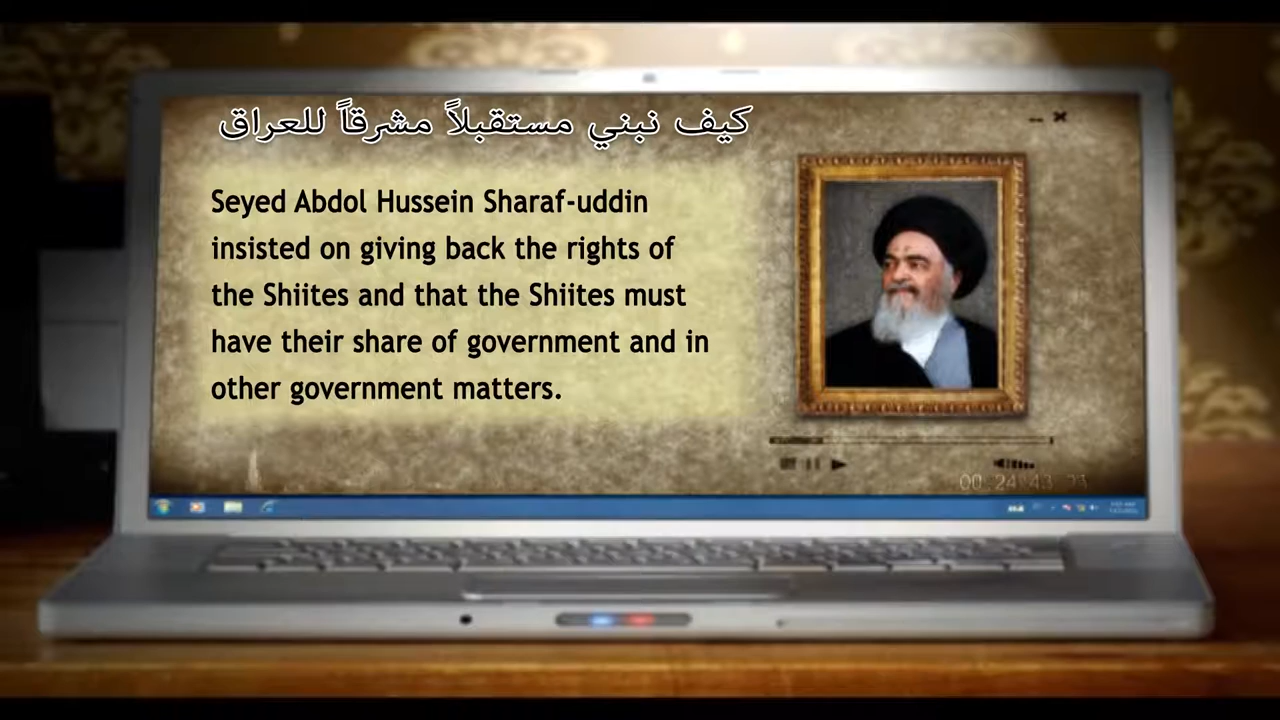 كيف نبني مستقبلاً مشرقاً للعراق
Seyed Abdol Hussein Sharaf-uddin
insisted on giving back the rights of
the Shiites and that the Shiites must
have their share of government and in
other government matters.